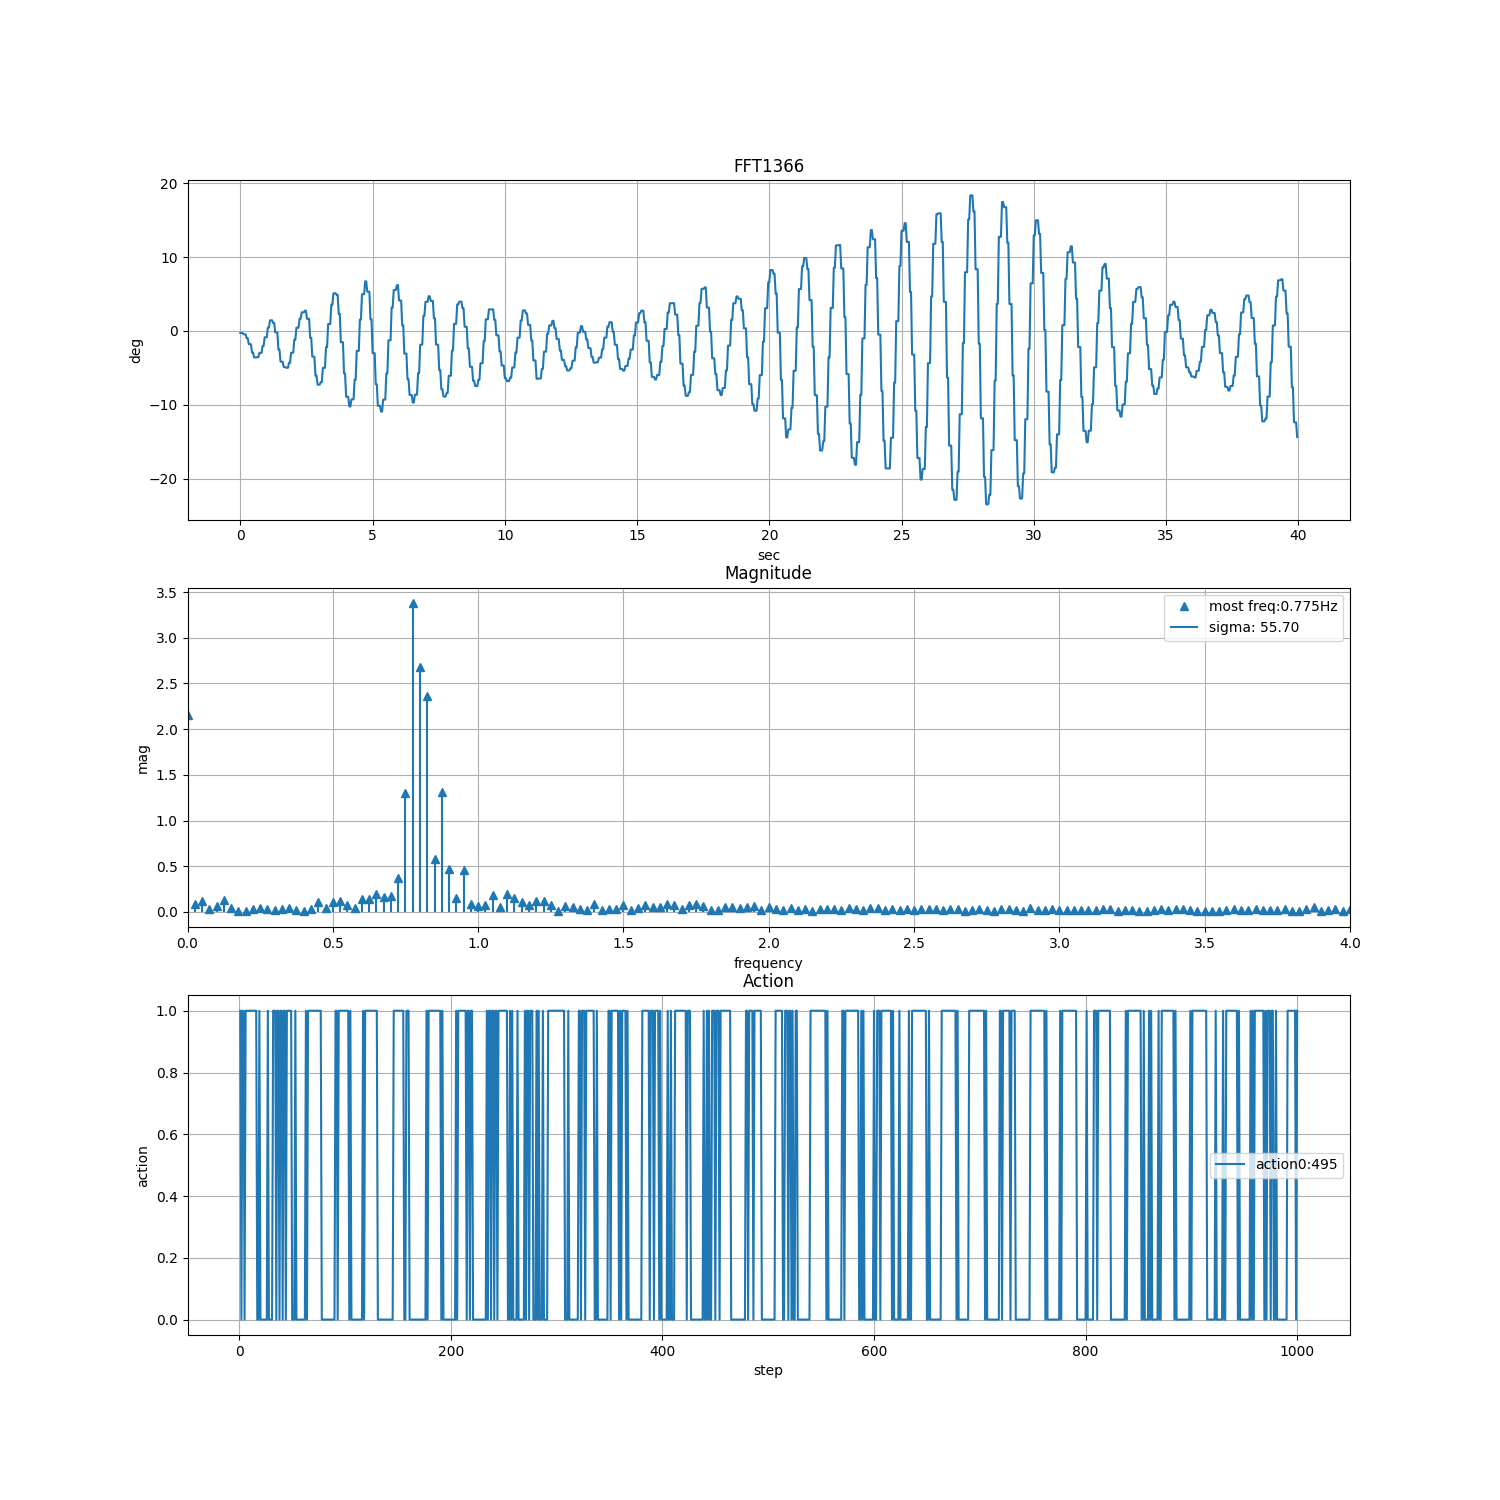 FFT1366
20
10
0
−10
−20
deg
0 5 10 15 20 25 30 35 40
sec
Magnitude
3.5
3.0
2.5
2.0
1.5
1.0
0.5
0.0
mag
most freq:0.775Hz
sigma: 55.70
0.0 0.5 1.0 1.5 2.0 2.5 3.0 3.5 4.0
frequency
Action
1.0
0.8
0.6
0.4
0.2
0.0
action
action0:495
0 200 400 600 800 1000
step